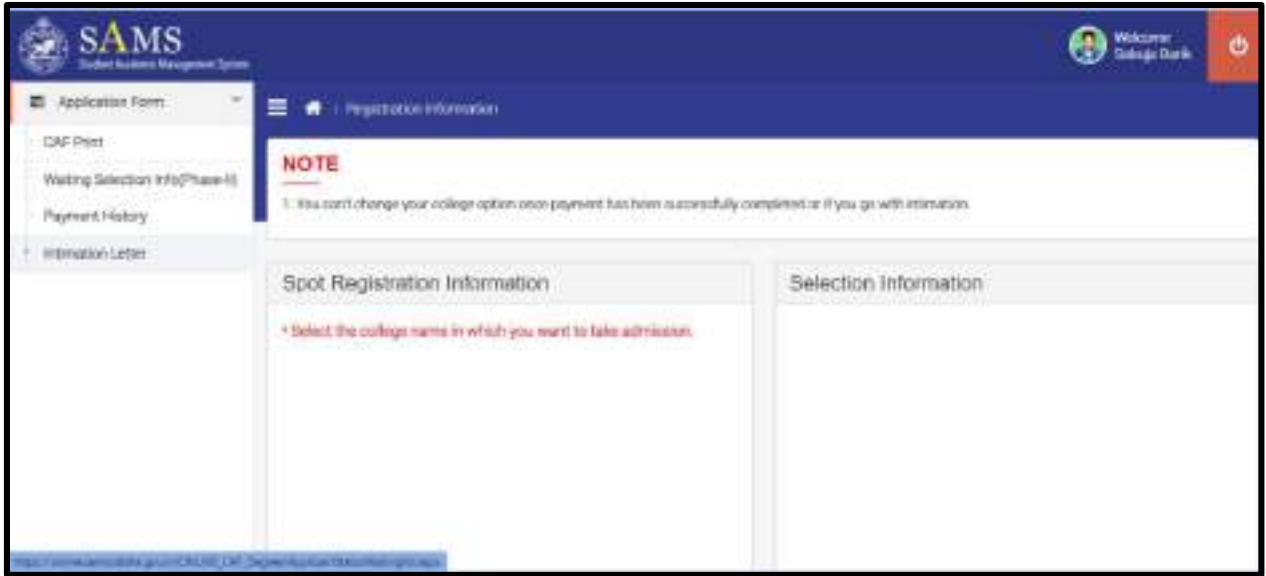 SAMS
Student Academic Management System
Welcome
Application Form
Registration Information
CAF Print
Waiting Selection Info(Phase-II)
Payment History
Intimation Letter
NOTE
1. You can't change your college option once payment has been successfully completed or if you go with intimation.
Spot Registration Information
Selection Information
* Select the college name in which you want to take admission.